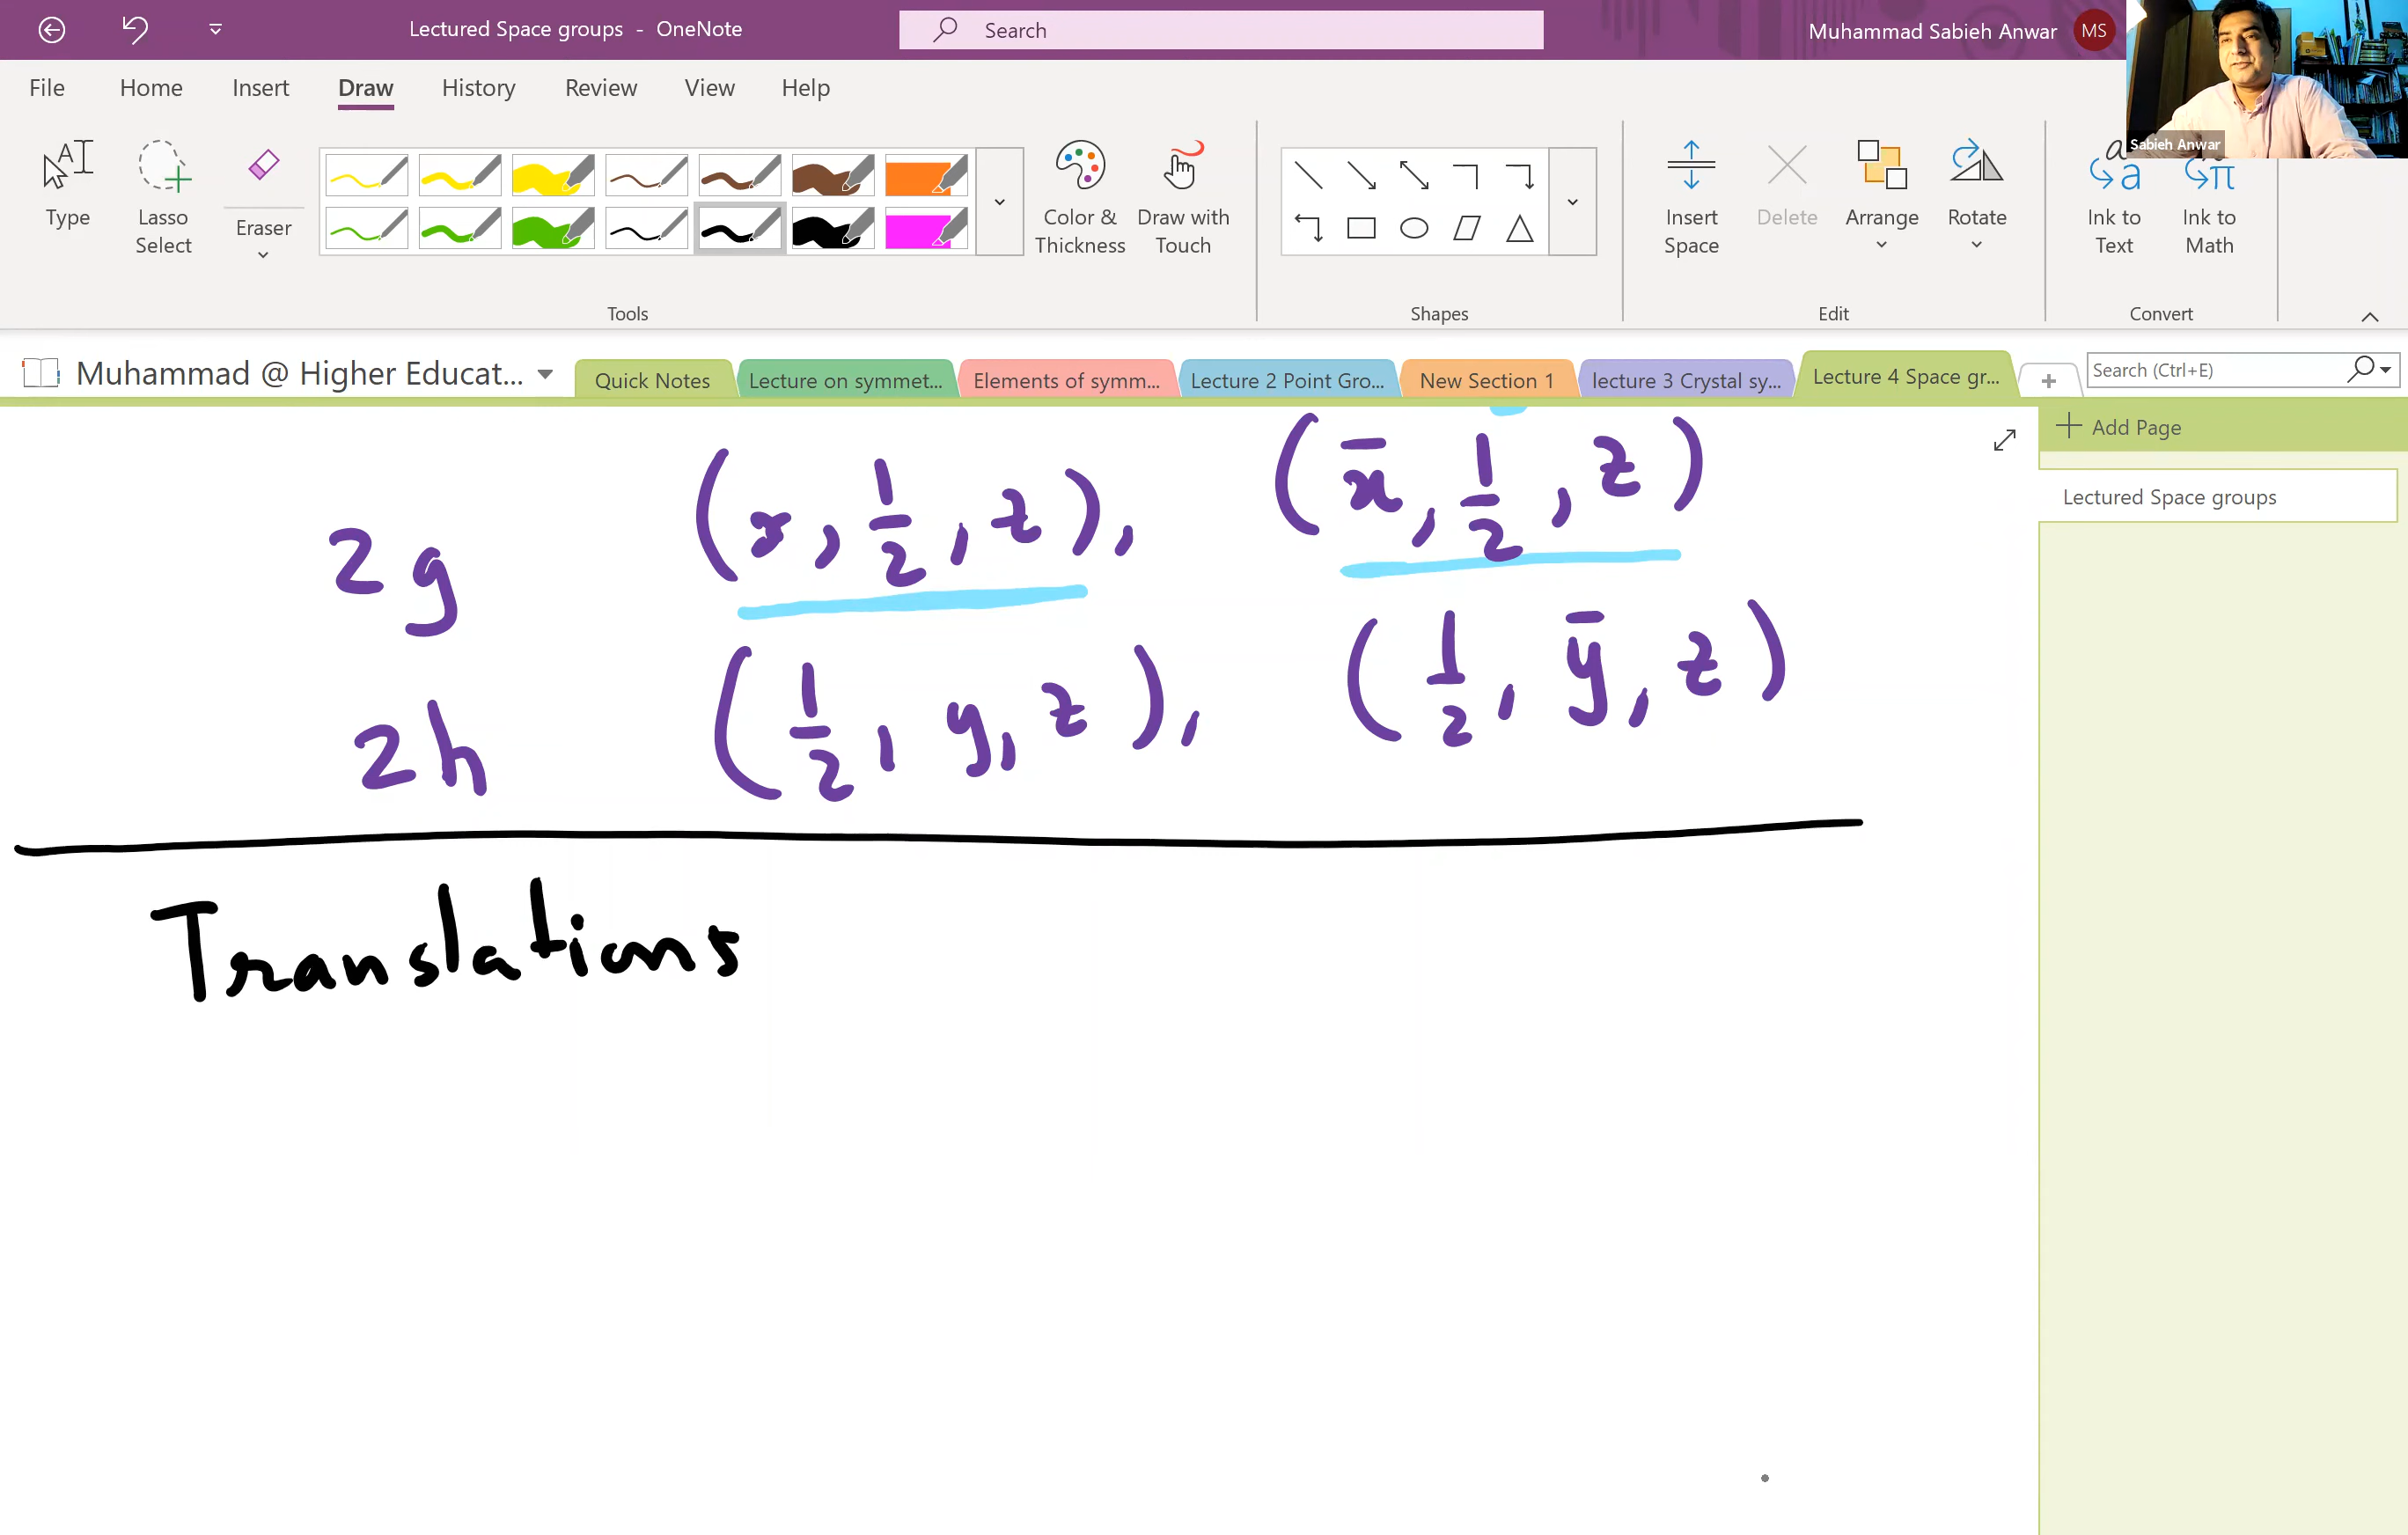 Lectured Space groups - OneNote
Search
Muhammad Sabieh Anwar
MS
File Home Insert Draw History Review View Help
Sabieh Anwar
Type
Lasso Select
Eraser
Color & Thickness
Draw with Touch
Insert Space
Delete
Arrange
Rotate
Ink to Text
Ink to Math
Tools
Shapes
Edit
Convert
Muhammad @ Higher Educat...
Quick Notes
Lecture on symmet...
Elements of symm...
Lecture 2 Point Gro...
New Section 1
lecture 3 Crystal sy...
Lecture 4 Space gr...
Search (Ctrl+E)
Add Page
Lectured Space groups
2g (x, 1/2, z), (x̄, 1/2, z)
2h (1/2, y, z), (1/2, ȳ, z)
Translations